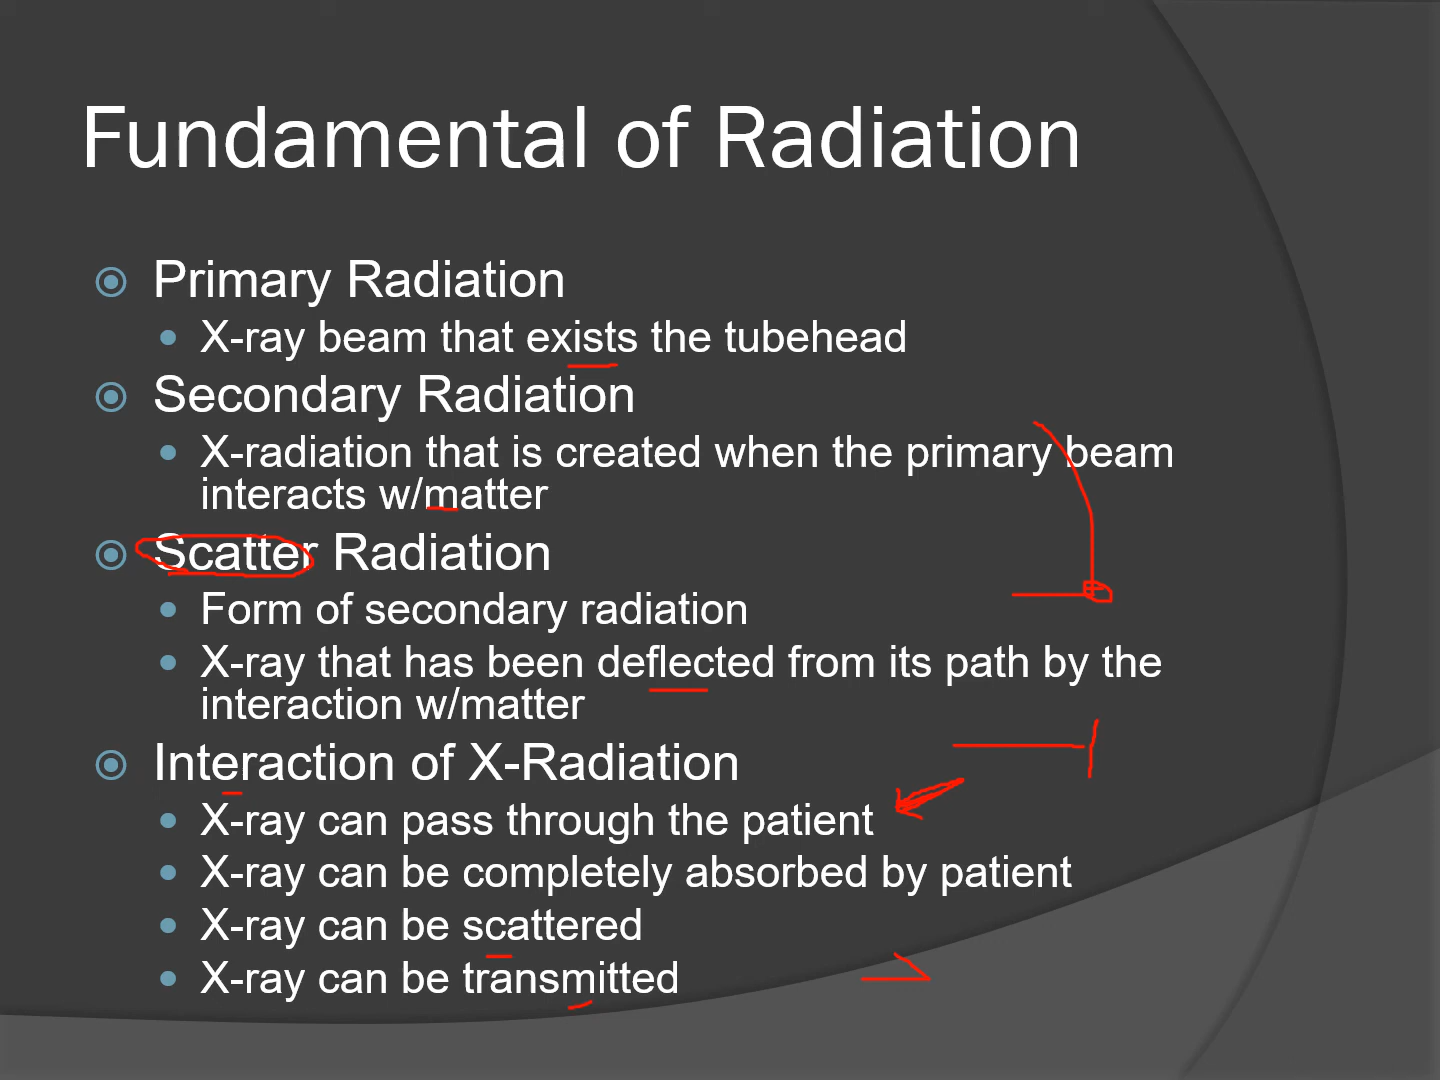 Fundamental of Radiation
Primary Radiation
X-ray beam that exists the tubehead
Secondary Radiation
X-radiation that is created when the primary beam
interacts w/matter
Scatter Radiation
Form of secondary radiation
X-ray that has been deflected from its path by the
interaction w/matter
Interaction of X-Radiation
X-ray can pass through the patient
X-ray can be completely absorbed by patient
X-ray can be scattered
X-ray can be transmitted